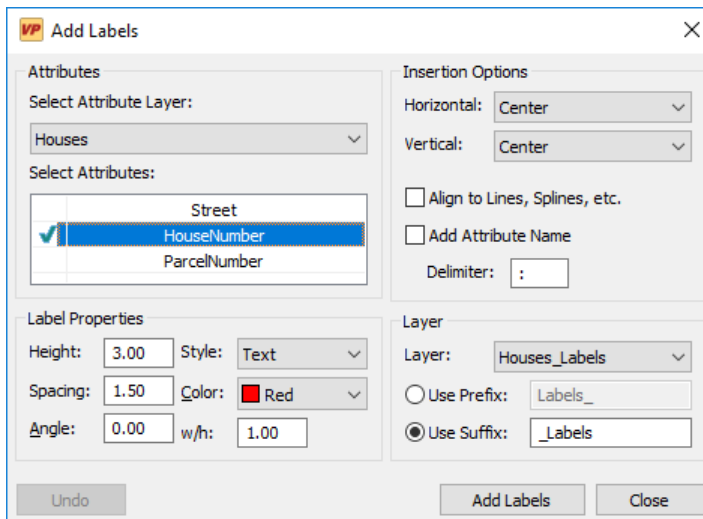 VP Add Labels
Attributes
Select Attribute Layer:
Houses
Select Attributes:
Street
HouseNumber
ParcelNumber
Insertion Options
Horizontal: Center
Vertical: Center
Align to Lines, Splines, etc.
Add Attribute Name
Delimiter: :
Label Properties
Height: 3.00 Style: Text
Spacing: 1.50 Color: Red
Angle: 0.00 w/h: 1.00
Layer
Layer: Houses_Labels
Use Prefix: Labels_
Use Suffix: _Labels
Undo Add Labels Close